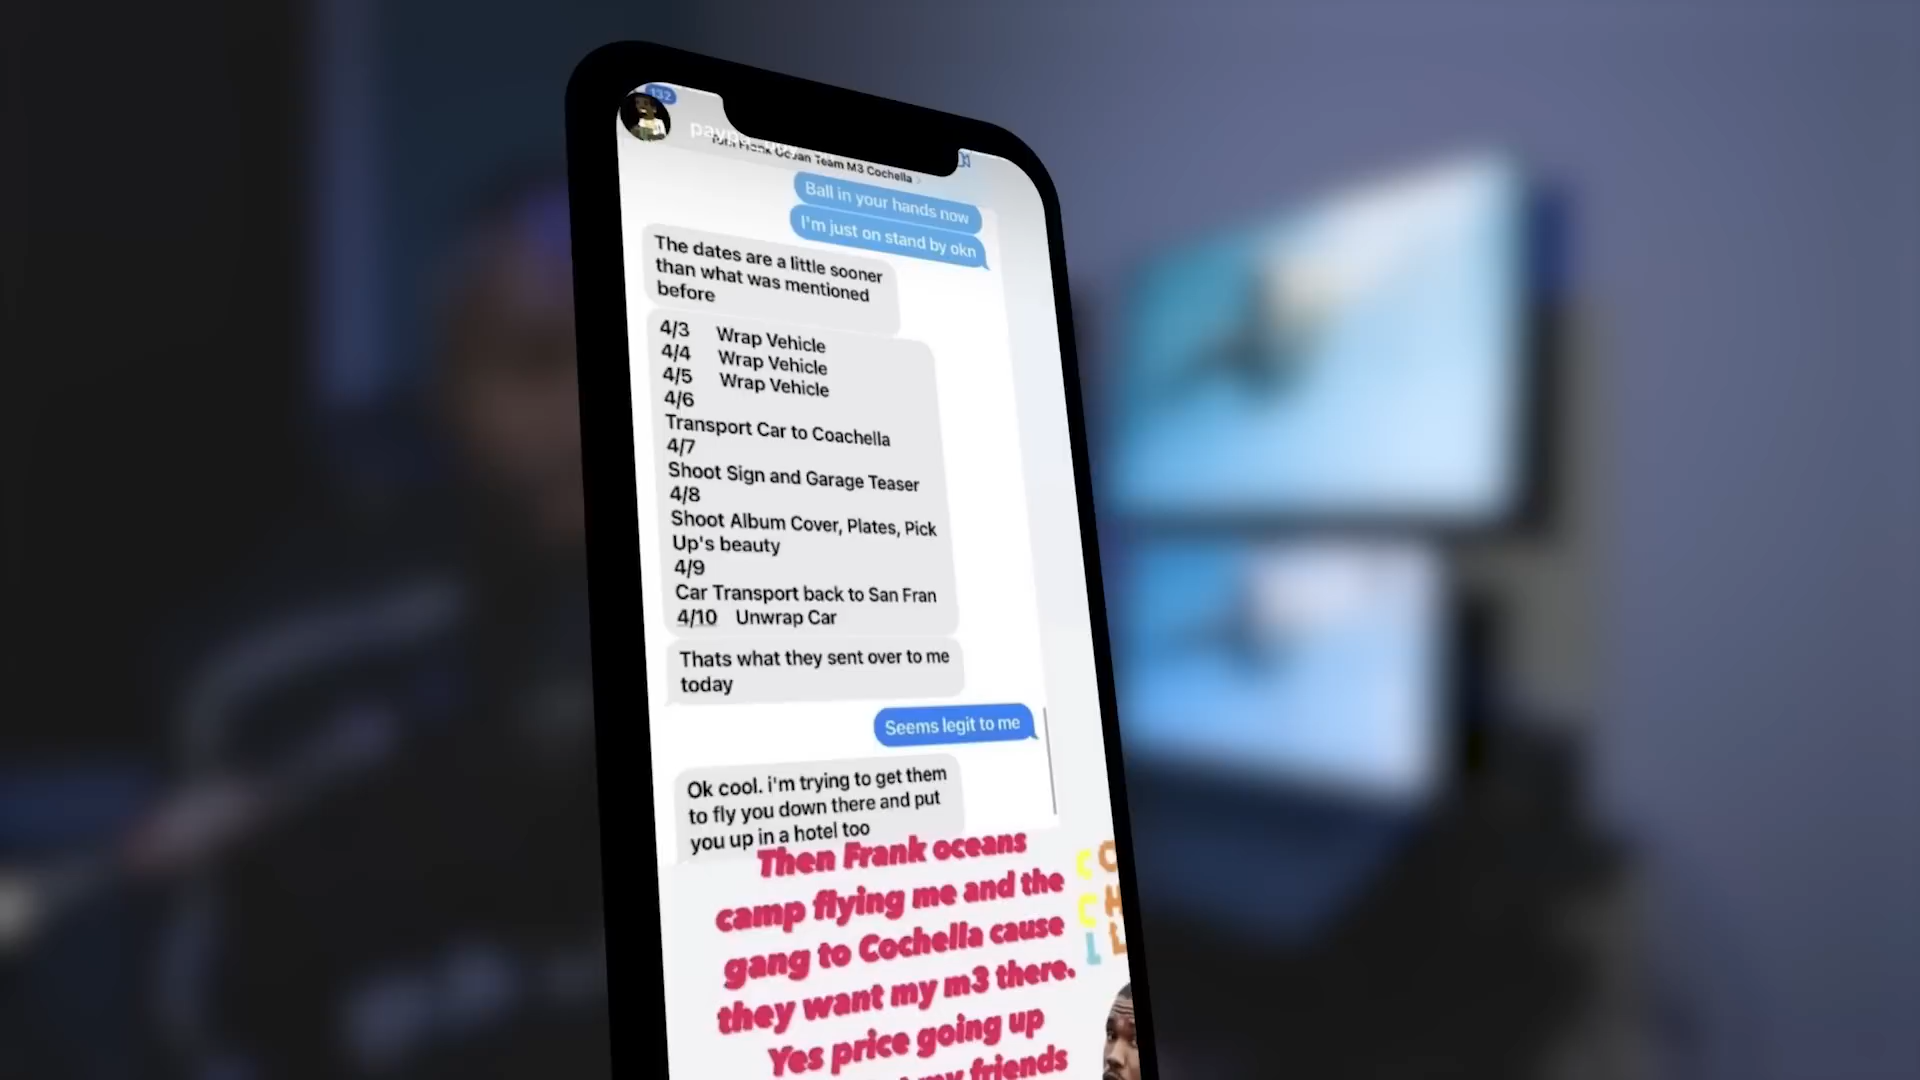 132
Frank Ocean Team M3 Cochella
Ball in your hands now
I'm just on stand by okn
The dates are a little sooner
than what was mentioned
before
4/3 Wrap Vehicle
4/4 Wrap Vehicle
4/5 Wrap Vehicle
4/6
Transport Car to Coachella
4/7
Shoot Sign and Garage Teaser
4/8
Shoot Album Cover, Plates, Pick
Up's beauty
4/9
Car Transport back to San Fran
4/10 Unwrap Car
Thats what they sent over to me
today
Seems legit to me
Ok cool. i'm trying to get them
to fly you down there and put
you up in a hotel too
Then Frank oceans
camp flying me and the
gang to Cochella cause
they want my m3 there.
Yes price going up
my friends
C O
C H
L L